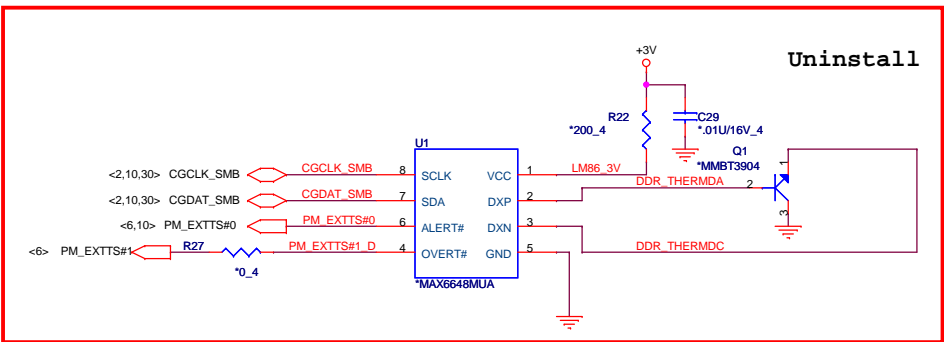 +3V
Uninstall
R22
*200_4
C29
*.01U/16V_4
Q1
*MMBT3904
U1
<2,10,30> CGCLK_SMB CGCLK_SMB 8 SCLK VCC 1 LM86_3V
<2,10,30> CGDAT_SMB CGDAT_SMB 7 SDA DXP 2 DDR_THERMDA 2 1 3
<6,10> PM_EXTTS#0 PM_EXTTS#0 6 ALERT# DXN 3 DDR_THERMDC
<6> PM_EXTTS#1 R27 PM_EXTTS#1_D 4 OVERT# GND 5
*0_4
*MAX6648MUA